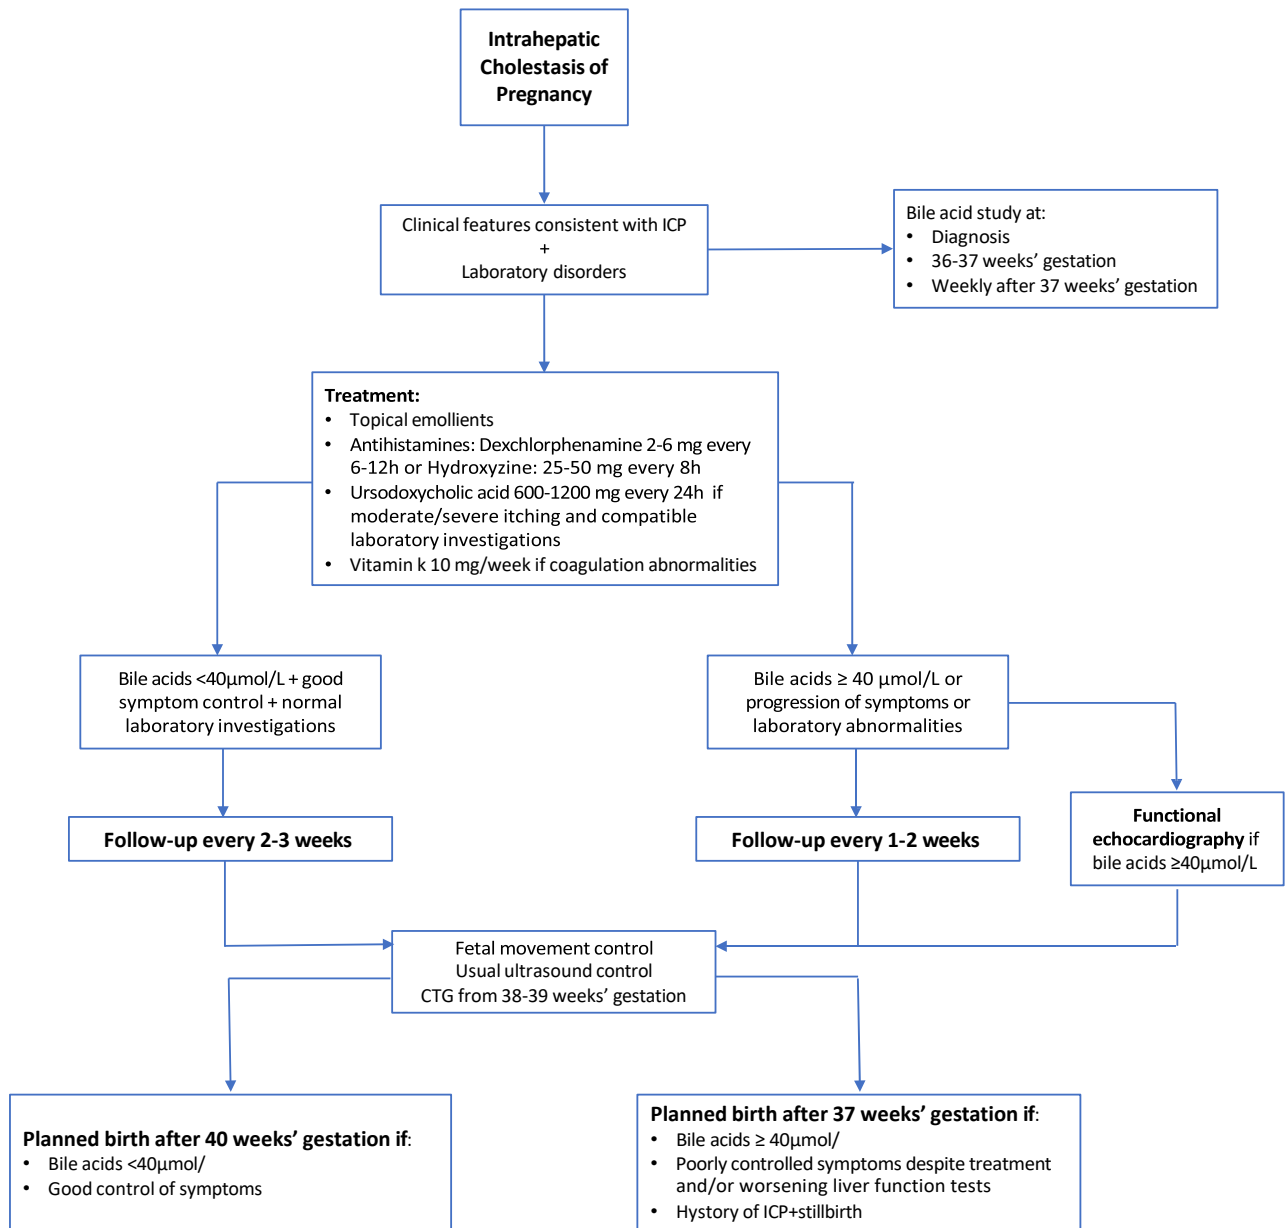 Intrahepatic
Cholestasis of
Pregnancy
Clinical features consistent with ICP
+
Laboratory disorders
Bile acid study at:
• Diagnosis
• 36-37 weeks’ gestation
• Weekly after 37 weeks’ gestation
Treatment:
• Topical emollients
• Antihistamines: Dexchlorphenamine 2-6 mg every
6-12h or Hydroxyzine: 25-50 mg every 8h
• Ursodoxycholic acid 600-1200 mg every 24h if
moderate/severe itching and compatible
laboratory investigations
• Vitamin k 10 mg/week if coagulation abnormalities
Bile acids <40μmol/L + good
symptom control + normal
laboratory investigations
Bile acids ≥ 40 μmol/L or
progression of symptoms or
laboratory abnormalities
Follow-up every 2-3 weeks
Follow-up every 1-2 weeks
Functional
echocardiography if
bile acids ≥40μmol/L
Fetal movement control
Usual ultrasound control
CTG from 38-39 weeks’ gestation
Planned birth after 40 weeks’ gestation if:
• Bile acids <40μmol/
• Good control of symptoms
Planned birth after 37 weeks’ gestation if:
• Bile acids ≥ 40μmol/
• Poorly controlled symptoms despite treatment
and/or worsening liver function tests
• Hystory of ICP+stillbirth